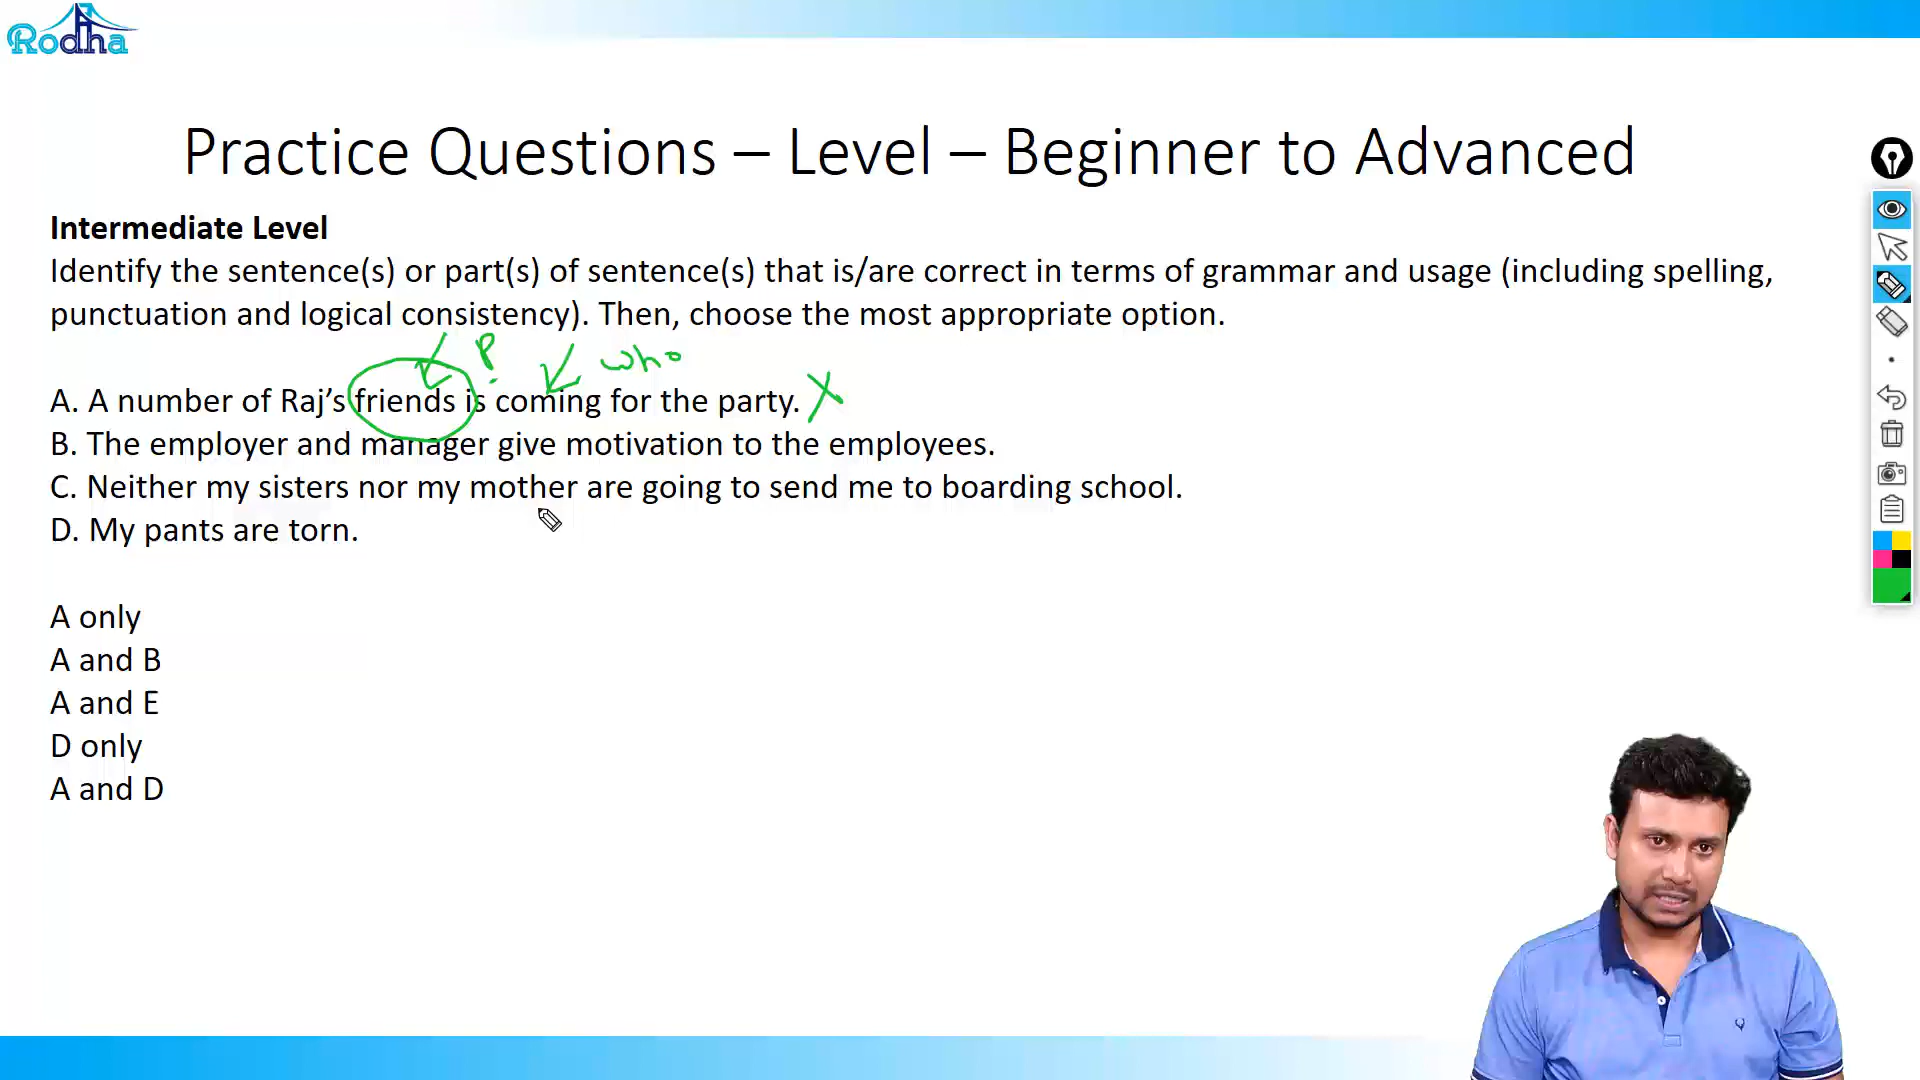 Rodha
Practice Questions – Level – Beginner to Advanced
Intermediate Level
Identify the sentence(s) or part(s) of sentence(s) that is/are correct in terms of grammar and usage (including spelling,
punctuation and logical consistency). Then, choose the most appropriate option.
P who
A. A number of Raj’s friends is coming for the party. X
B. The employer and manager give motivation to the employees.
C. Neither my sisters nor my mother are going to send me to boarding school.
D. My pants are torn.
A only
A and B
A and E
D only
A and D